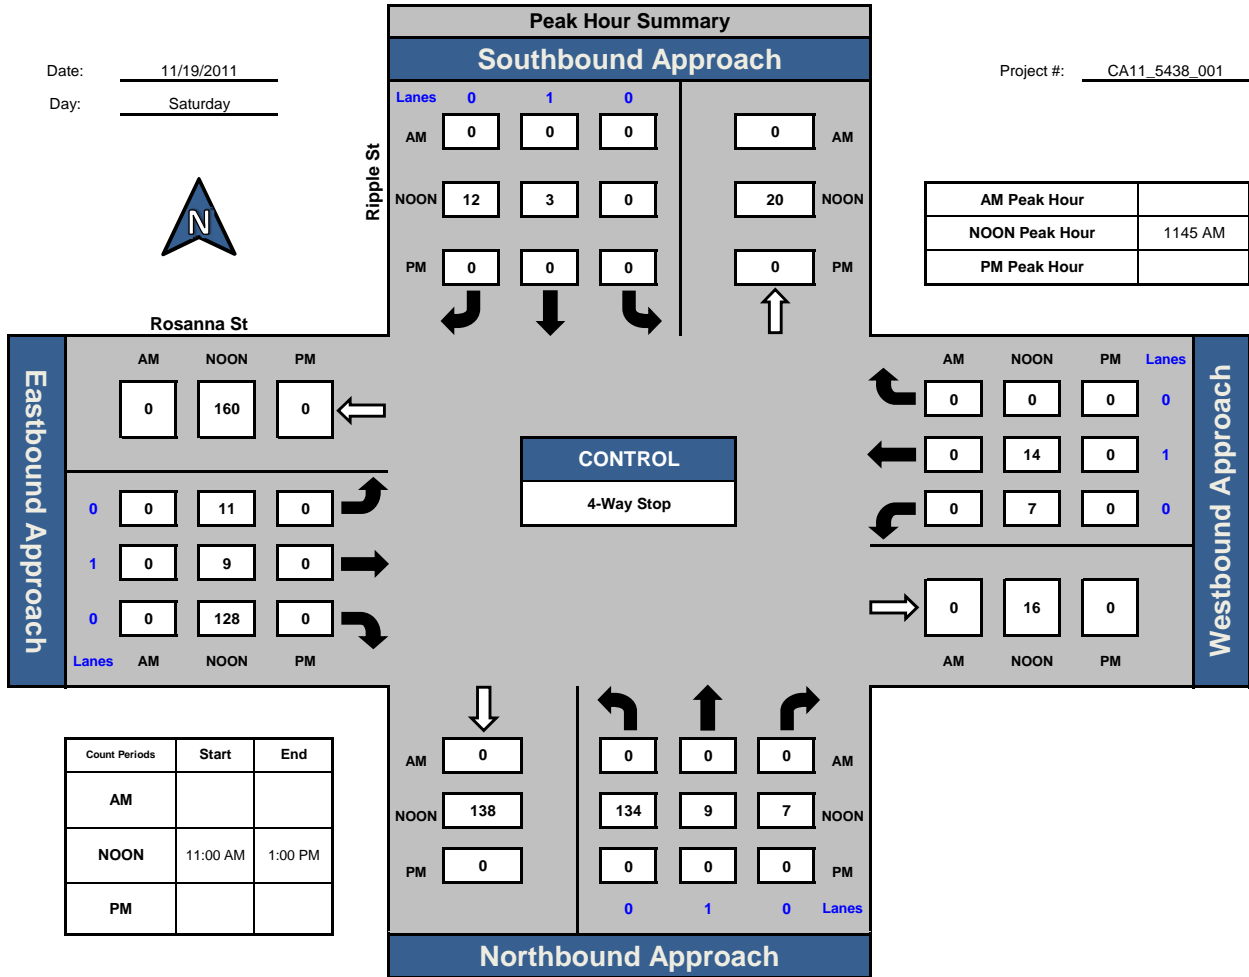 Peak Hour Summary
Southbound Approach
Date: 11/19/2011
Project #: CA11_5438_001
Day: Saturday
Lanes 0 1 0
AM 0 0 0 0 AM
Ripple St
NOON 12 3 0 20 NOON
PM 0 0 0 0 PM
N
AM Peak Hour
NOON Peak Hour 1145 AM
PM Peak Hour
Rosanna St
Eastbound Approach
AM NOON PM
0 160 0
0 0 11 0
1 0 9 0
0 0 128 0
Lanes AM NOON PM
CONTROL
4-Way Stop
AM NOON PM Lanes
0 0 0 0
0 14 0 1
0 7 0 0
0 16 0
AM NOON PM
Westbound Approach
Count Periods Start End
AM
NOON 11:00 AM 1:00 PM
PM
AM 0 0 0 0 AM
NOON 138 134 9 7 NOON
PM 0 0 0 0 PM
0 1 0 Lanes
Northbound Approach